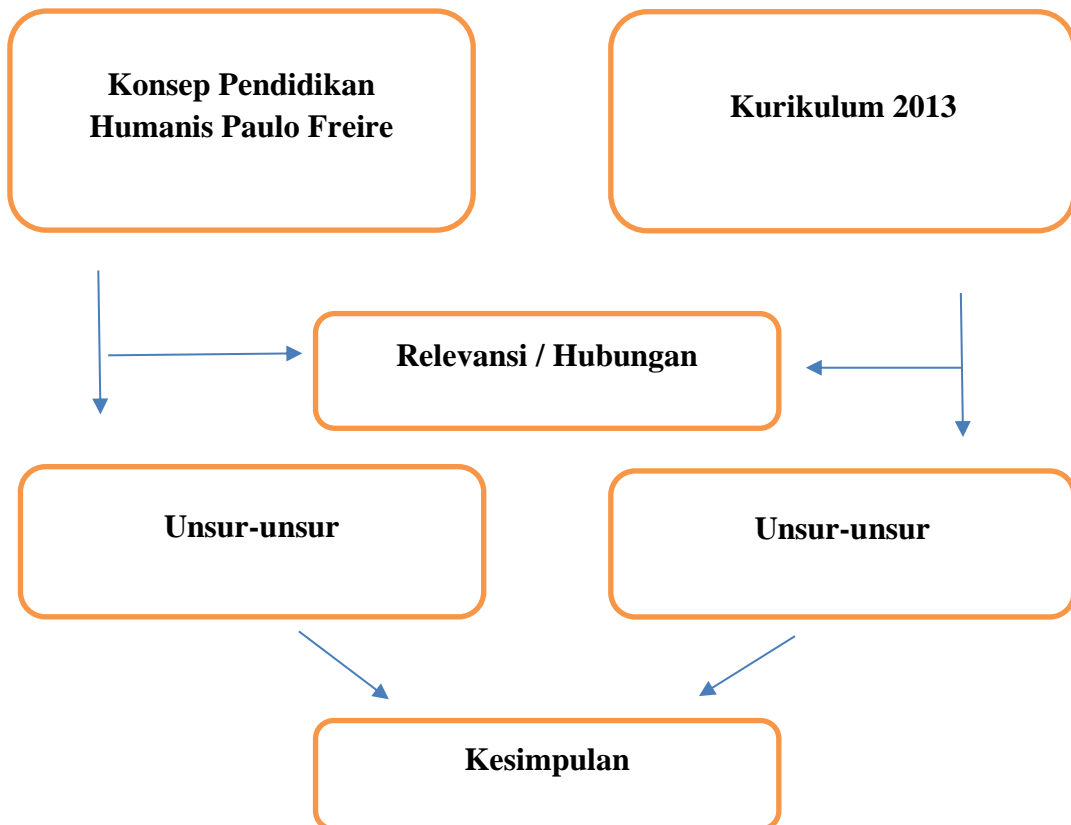 Konsep Pendidikan
Humanis Paulo Freire
Kurikulum 2013
Relevansi / Hubungan
Unsur-unsur
Unsur-unsur
Kesimpulan